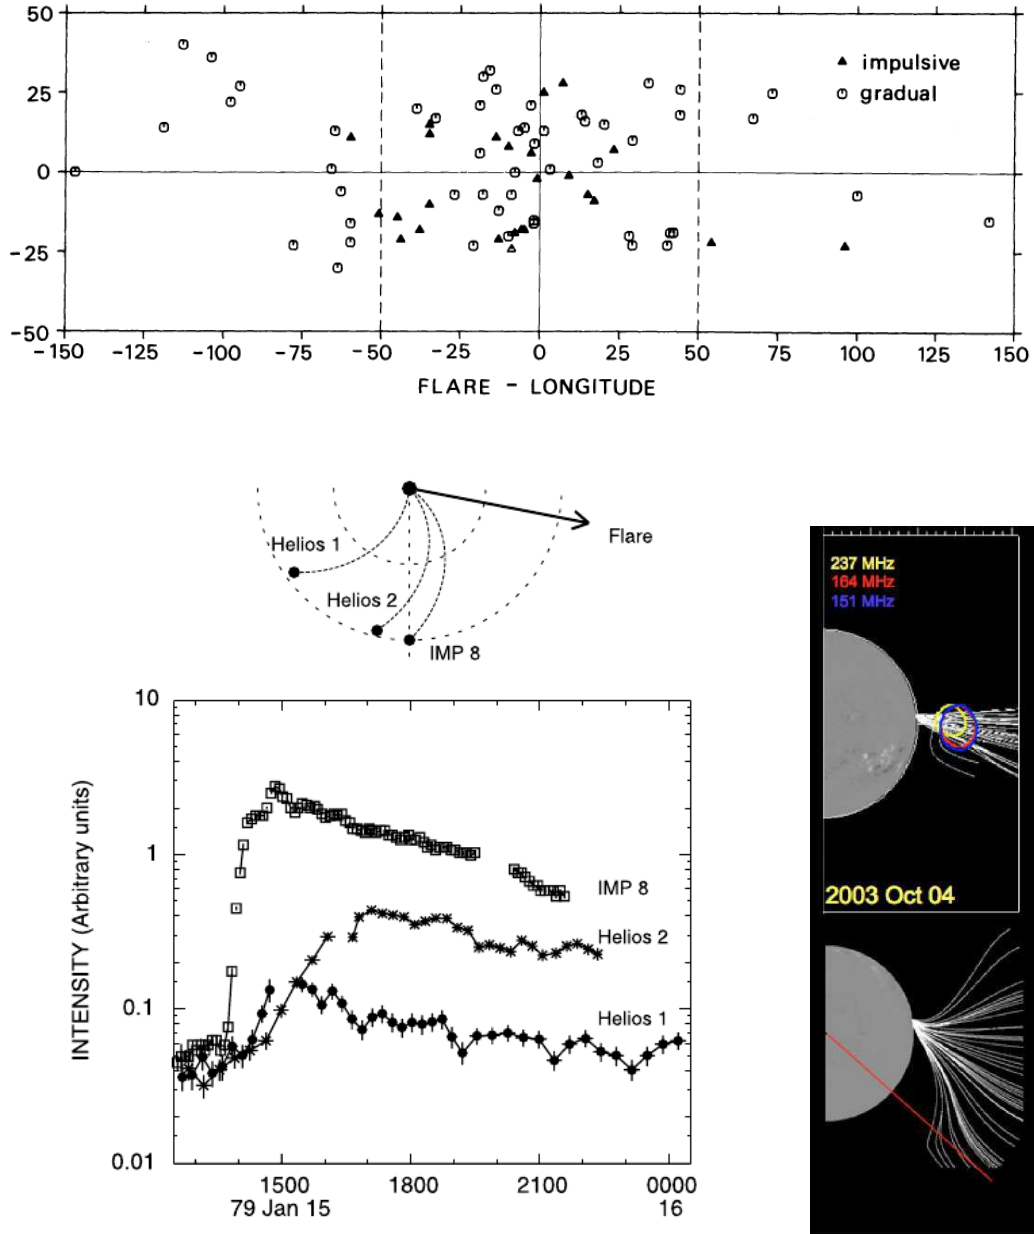 50
25
0
−25
−50
▲ impulsive
gradual
−150 −125 −100 −75 −50 −25 0 25 50 75 100 125 150
FLARE − LONGITUDE
Helios 1
Helios 2
IMP 8
Flare
10
1
0.1
0.01
INTENSITY (Arbitrary units)
IMP 8
Helios 2
Helios 1
1500 1800 2100 0000
79 Jan 15 16
237 MHz
164 MHz
151 MHz
2003 Oct 04